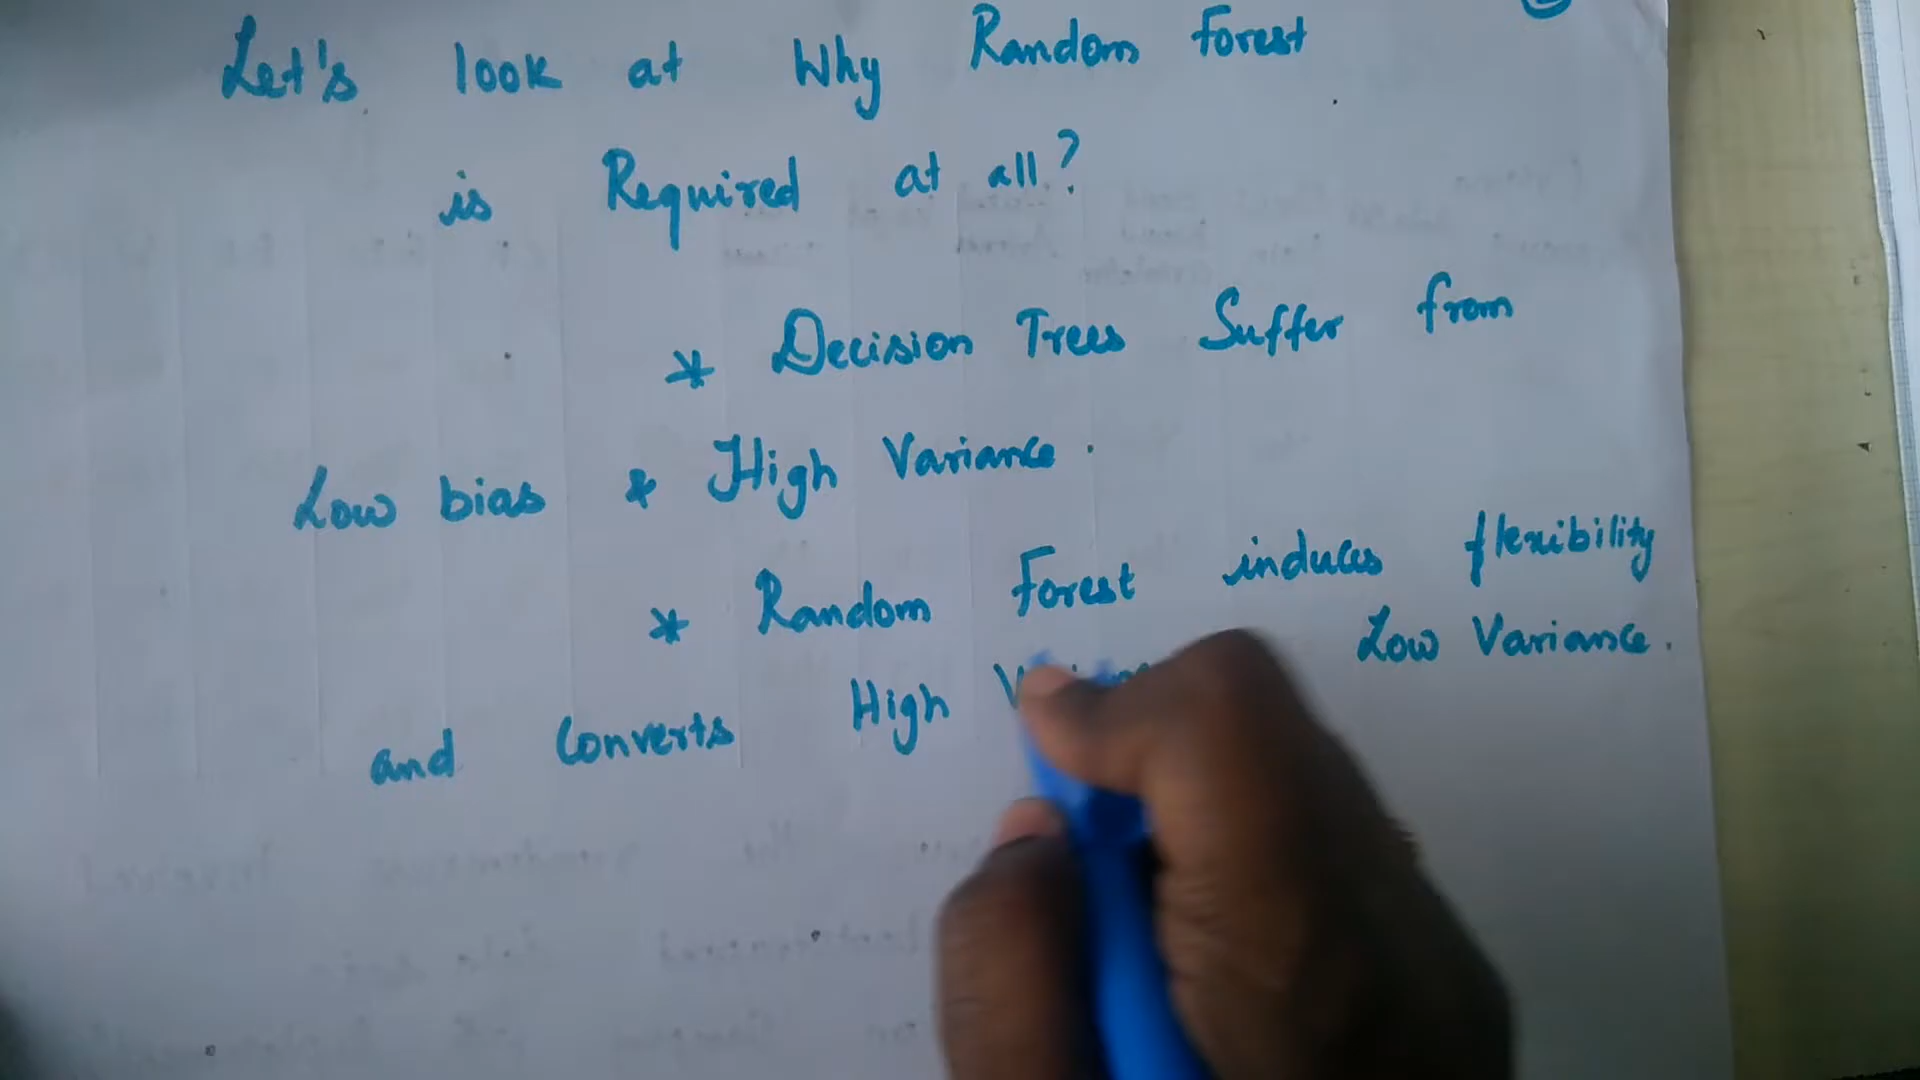 Let's look at Why Random Forest
is Required at all?
* Decision Trees Suffer from
Low bias & High Variance.
* Random Forest induces flexibility
and Converts High Low Variance.